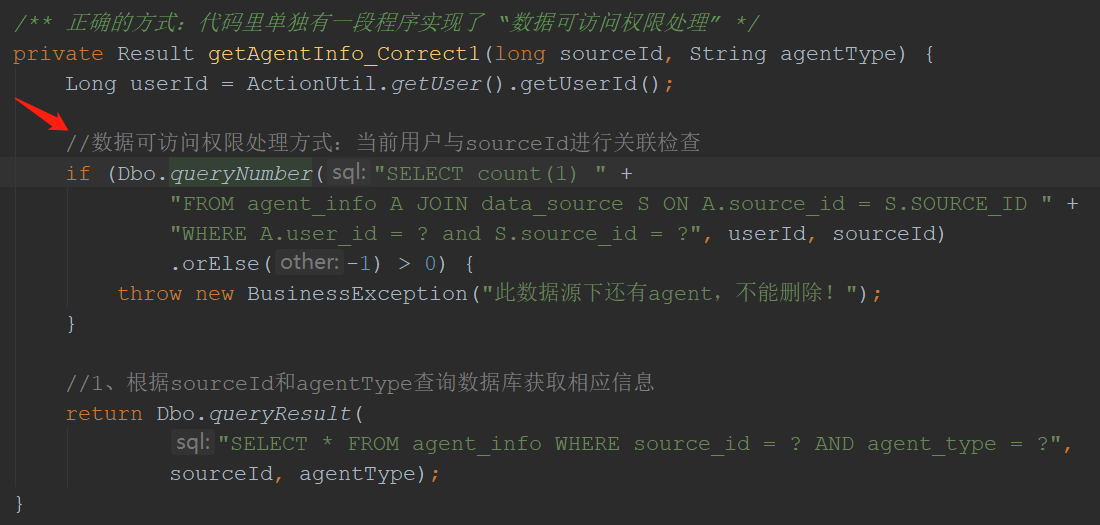 /** 正确的方式：代码里单独有一段程序实现了 “数据可访问权限处理” */
private Result getAgentInfo_Correct1(long sourceId, String agentType) {
Long userId = ActionUtil.getUser().getUserId();
//数据可访问权限处理方式：当前用户与sourceId进行关联检查
if (Dbo.queryNumber( sql: "SELECT count(1) " +
"FROM agent_info A JOIN data_source S ON A.source_id = S.SOURCE_ID " +
"WHERE A.user_id = ? and S.source_id = ?", userId, sourceId)
.orElse( other: -1) > 0) {
throw new BusinessException("此数据源下还有agent，不能删除！");
}
//1、根据sourceId和agentType查询数据库获取相应信息
return Dbo.queryResult(
sql: "SELECT * FROM agent_info WHERE source_id = ? AND agent_type = ?",
sourceId, agentType);
}